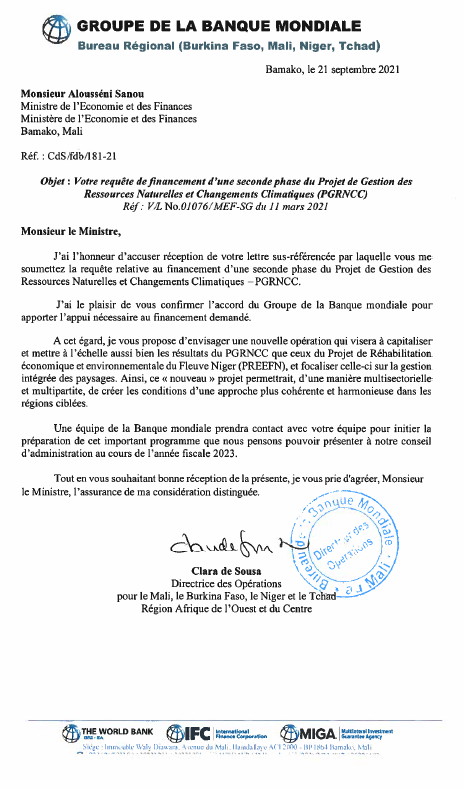 GROUPE DE LA BANQUE MONDIALE
Bureau Régional (Burkina Faso, Mali, Niger, Tchad)
Bamako, le 21 septembre 2021
Monsieur Alousséni Sanou
Ministre de l'Economie et des Finances
Ministère de l'Economie et des Finances
Bamako, Mali
Réf. : CdS/fdb/181-21
Objet : Votre requête de financement d'une seconde phase du Projet de Gestion des
Ressources Naturelles et Changements Climatiques (PGRNCC)
Réf : V/L No.01076/MEF-SG du 11 mars 2021
Monsieur le Ministre,
J'ai l'honneur d'accuser réception de votre lettre sus-référencée par laquelle vous me
soumettez la requête relative au financement d'une seconde phase du Projet de Gestion des
Ressources Naturelles et Changements Climatiques – PGRNCC.
J'ai le plaisir de vous confirmer l'accord du Groupe de la Banque mondiale pour
apporter l'appui nécessaire au financement demandé.
A cet égard, je vous propose d'envisager une nouvelle opération qui visera à capitaliser
et mettre à l'échelle aussi bien les résultats du PGRNCC que ceux du Projet de Réhabilitation
économique et environnementale du Fleuve Niger (PREEFN), et focaliser celle-ci sur la gestion
intégrée des paysages. Ainsi, ce « nouveau » projet permettrait, d'une manière multisectorielle
et multipartite, de créer les conditions d'une approche plus cohérente et harmonieuse dans les
régions ciblées.
Une équipe de la Banque mondiale prendra contact avec votre équipe pour initier la
préparation de cet important programme que nous pensons pouvoir présenter à notre conseil
d'administration au cours de l'année fiscale 2023.
Tout en vous souhaitant bonne réception de la présente, je vous prie d'agréer, Monsieur
le Ministre, l'assurance de ma considération distinguée.
Banque Mondiale
Directeur des
Opérations
Bureau du Mali
Clara de Sousa
Directrice des Opérations
pour le Mali, le Burkina Faso, le Niger et le Tchad
Région Afrique de l'Ouest et du Centre
THE WORLD BANK
IBRD - IDA
IFC International
Finance Corporation
MIGA Multilateral Investment
Guarantee Agency
Siège : Immeuble Waly Diawara, Avenue du Mali, Hamdallaye ACI 2000 - BP 1864 Bamako, Mali